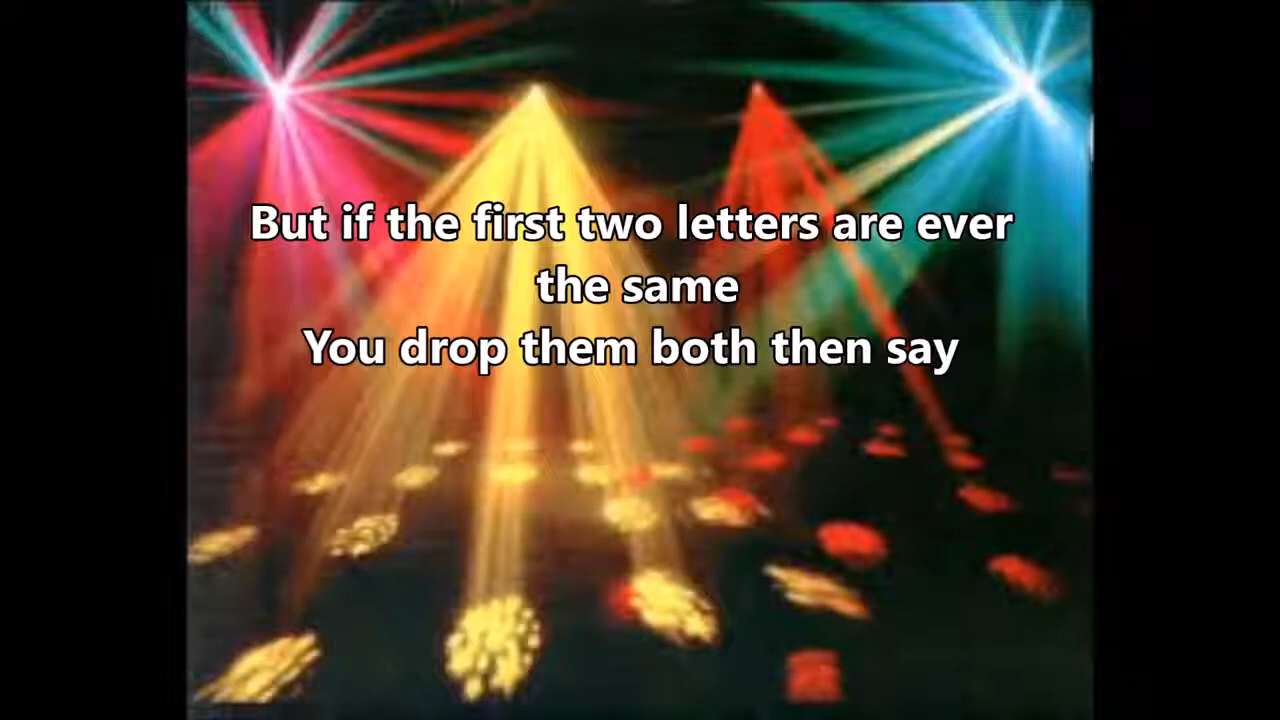 But if the first two letters are ever
the same
You drop them both then say